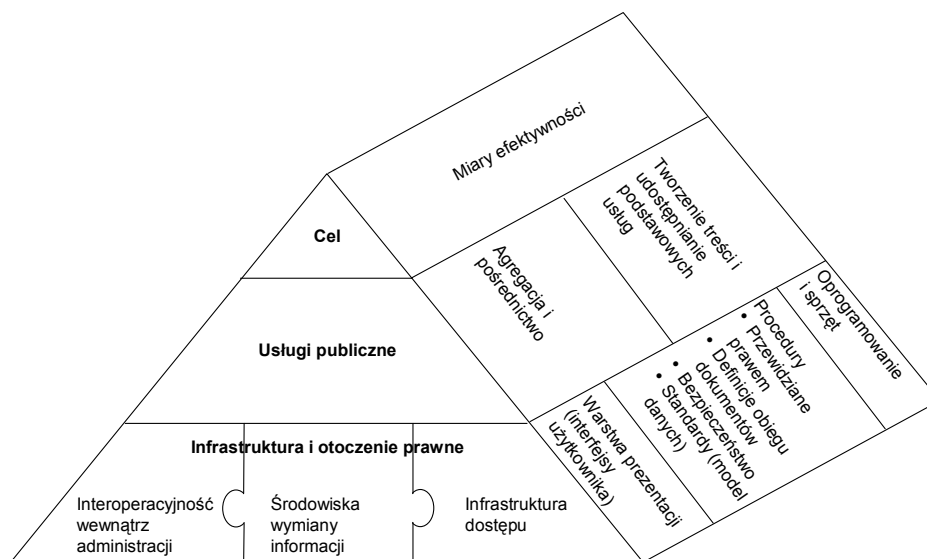 Miary efektywności
Tworzenie treści i
udostępnianie
podstawowych
usług
Cel
Agregacja i
pośrednictwo
Oprogramowanie
i sprzęt
Usługi publiczne
Procedury
• Przewidziane
prawem
• Definicje obiegu
dokumentów
• Bezpieczeństwo
• Standardy (model
danych)
Warstwa prezentacji
(interfejsy
użytkownika)
Infrastruktura i otoczenie prawne
Interoperacyjność
wewnątrz
administracji
Środowiska
wymiany
informacji
Infrastruktura
dostępu